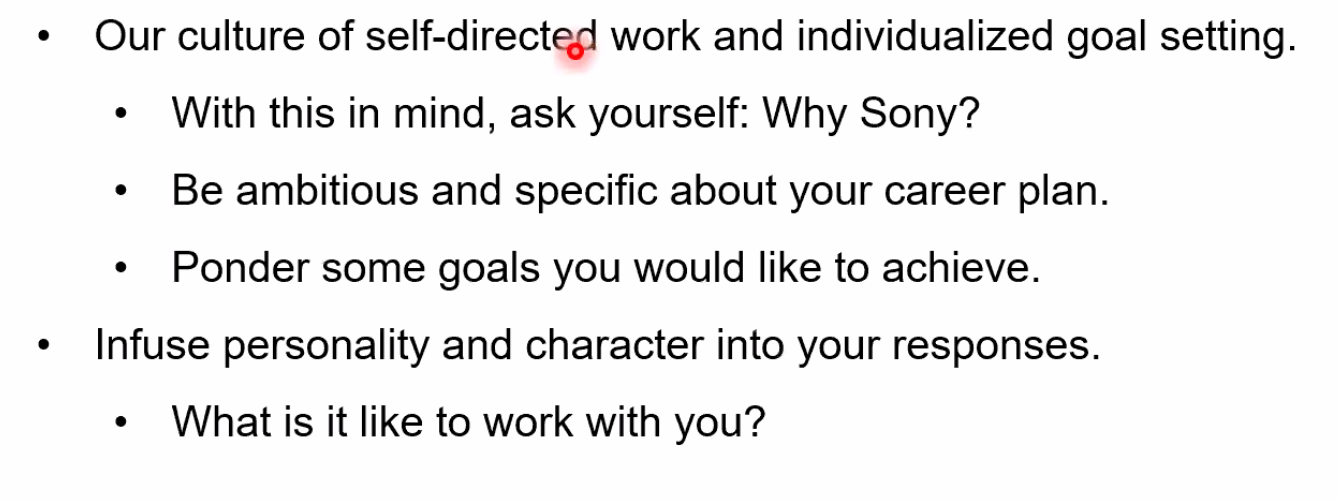 • Our culture of self-directed work and individualized goal setting.
• With this in mind, ask yourself: Why Sony?
• Be ambitious and specific about your career plan.
• Ponder some goals you would like to achieve.
• Infuse personality and character into your responses.
• What is it like to work with you?